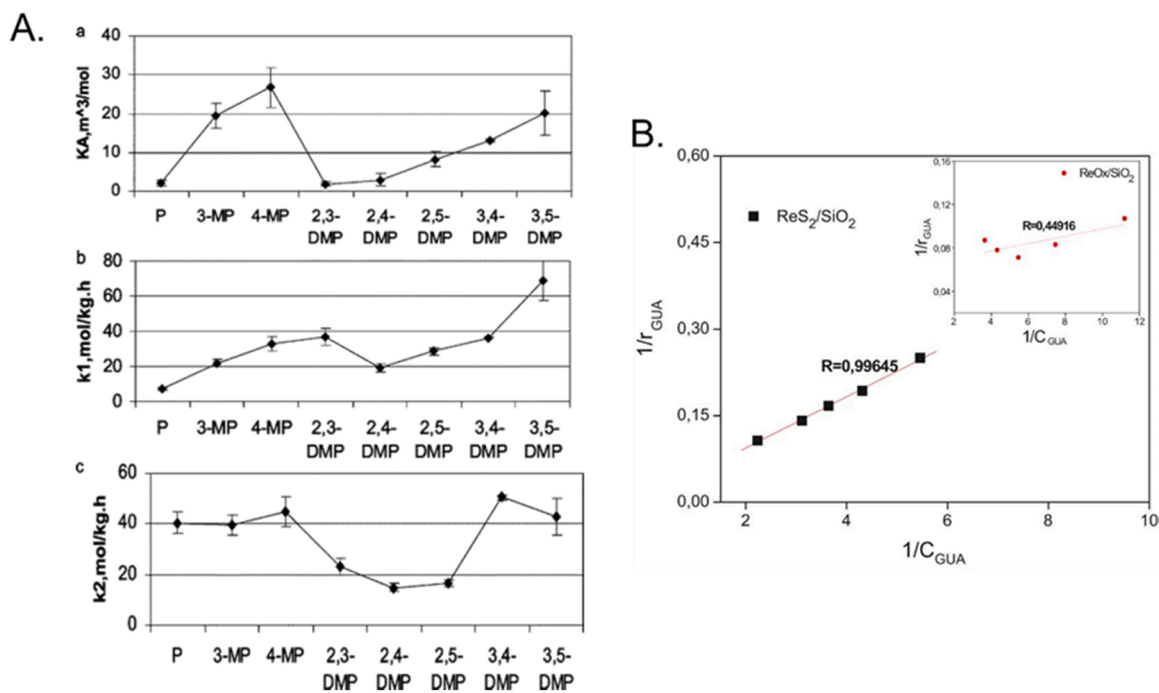 A.
a
KA,m^3/mol
40
30
20
10
0
P 3-MP 4-MP 2,3- 2,4- 2,5- 3,4- 3,5-
DMP DMP DMP DMP DMP
b
k1,mol/kg.h
80
60
40
20
0
P 3-MP 4-MP 2,3- 2,4- 2,5- 3,4- 3,5-
DMP DMP DMP DMP DMP
c
k2,mol/kg.h
60
40
20
0
P 3-MP 4-MP 2,3- 2,4- 2,5- 3,4- 3,5-
DMP DMP DMP DMP DMP
B.
1/r GUA
0,60
0,45
0,30
0,15
0,00
2 4 6 8 10
1/C GUA
ReS2/SiO2
R=0,99645
1/r GUA
0,16
0,12
0,08
0,04
2 4 6 8 10 12
1/C GUA
ReOx/SiO2
R=0,44916